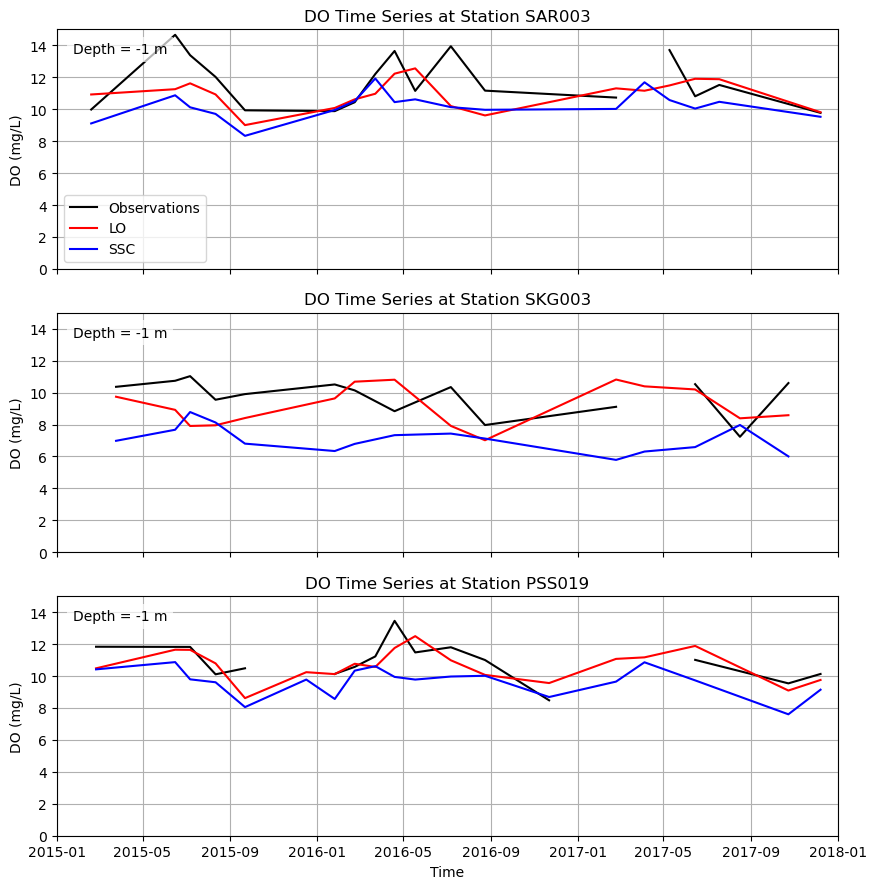 DO Time Series at Station SAR003
Depth = -1 m
DO (mg/L)
14
12
10
8
6
4
2
0
Observations
LO
SSC
DO Time Series at Station SKG003
Depth = -1 m
DO (mg/L)
14
12
10
8
6
4
2
0
DO Time Series at Station PSS019
Depth = -1 m
DO (mg/L)
14
12
10
8
6
4
2
0
2015-01 2015-05 2015-09 2016-01 2016-05 2016-09 2017-01 2017-05 2017-09 2018-01
Time